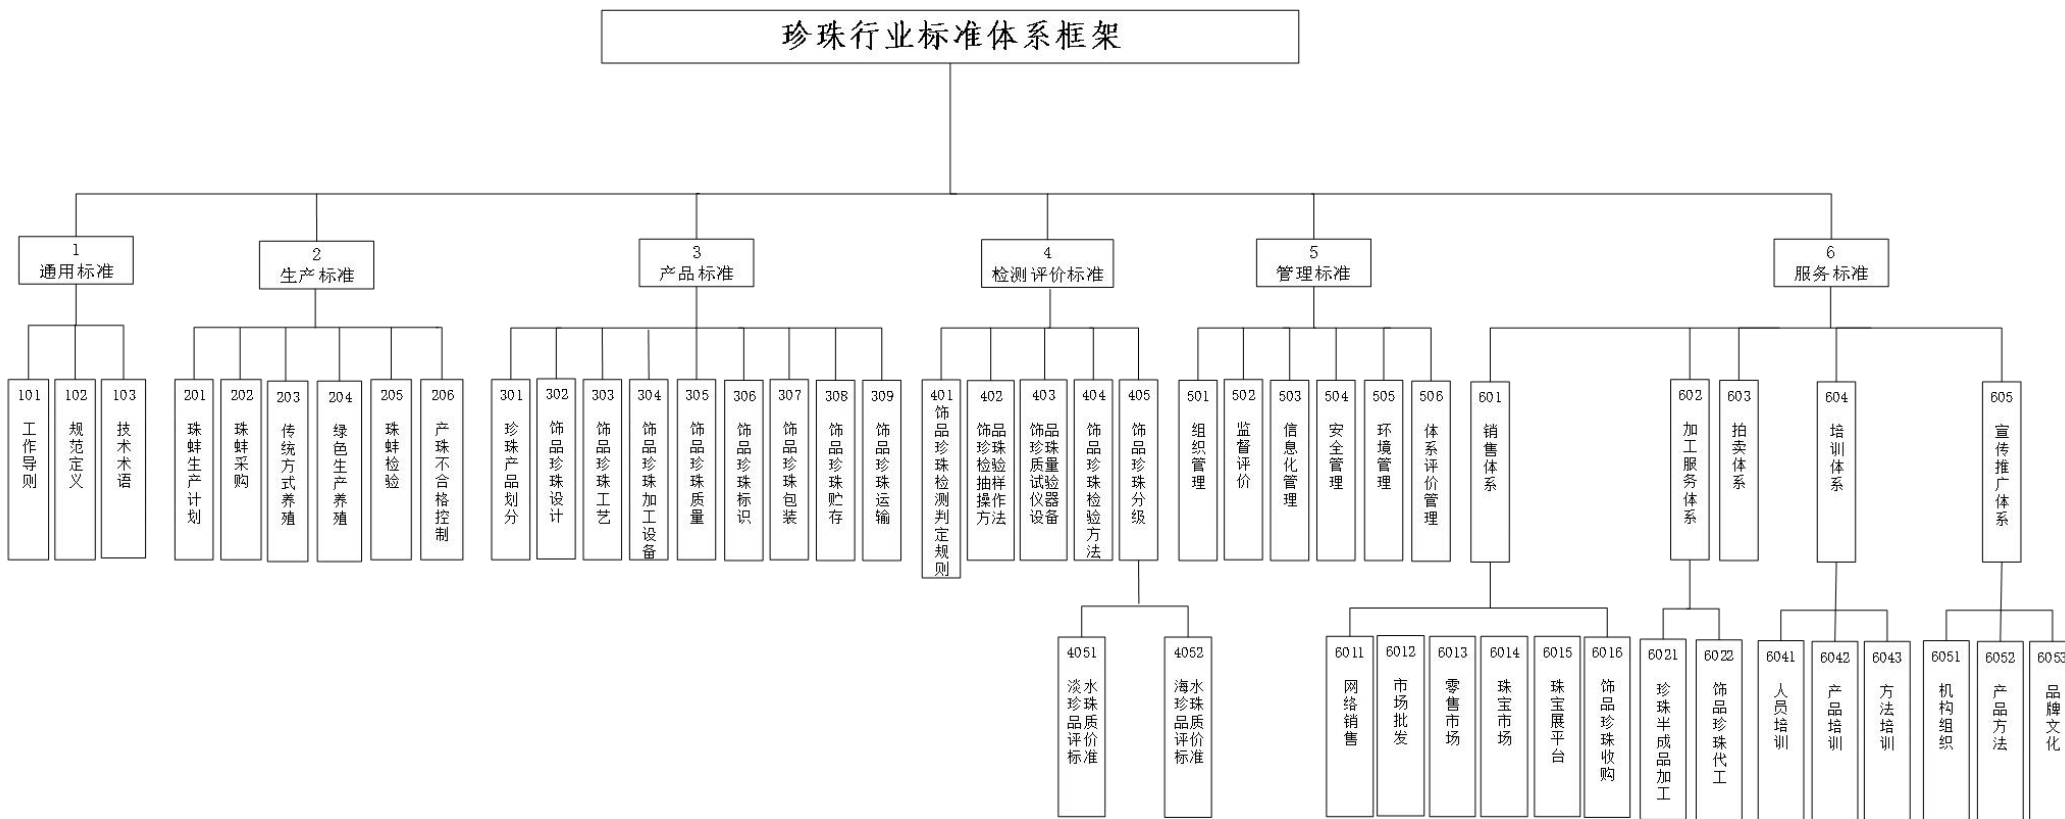 珍珠行业标准体系框架
1
通用标准
2
生产标准
3
产品标准
4
检测评价标准
5
管理标准
6
服务标准
101
工作导则
102
规范定义
103
技术术语
201
珠蚌生产计划
202
珠蚌采购
203
传统方式养殖
204
绿色生产养殖
205
珠蚌检验
206
产珠不合格控制
301
珍珠产品划分
302
饰品珍珠设计
303
饰品珍珠工艺
304
饰品珍珠加工设备
305
饰品珍珠质量
306
饰品珍珠标识
307
饰品珍珠包装
308
饰品珍珠贮存
309
饰品珍珠运输
401
饰品珍珠检测判定规则
402
饰品
珍珠
检验
抽样
操作
方法
403
饰品
珍珠
质量
试验
仪器
设备
404
饰品珍珠检验方法
405
饰品珍珠分级
501
组织管理
502
监督评价
503
信息化管理
504
安全管理
505
环境管理
506
体系评价管理
601
销售体系
602
加工服务体系
603
拍卖体系
604
培训体系
605
宣传推广体系
4051
淡水
珍珠
品质
评价
标准
4052
海水
珍珠
品质
评价
标准
6011
网络销售
6012
市场批发
6013
零售市场
6014
珠宝市场
6015
珠宝展平台
6016
饰品珍珠收购
6021
珍珠半成品加工
6022
饰品珍珠代工
6041
人员培训
6042
产品培训
6043
方法培训
6051
机构组织
6052
产品方法
6053
品牌文化